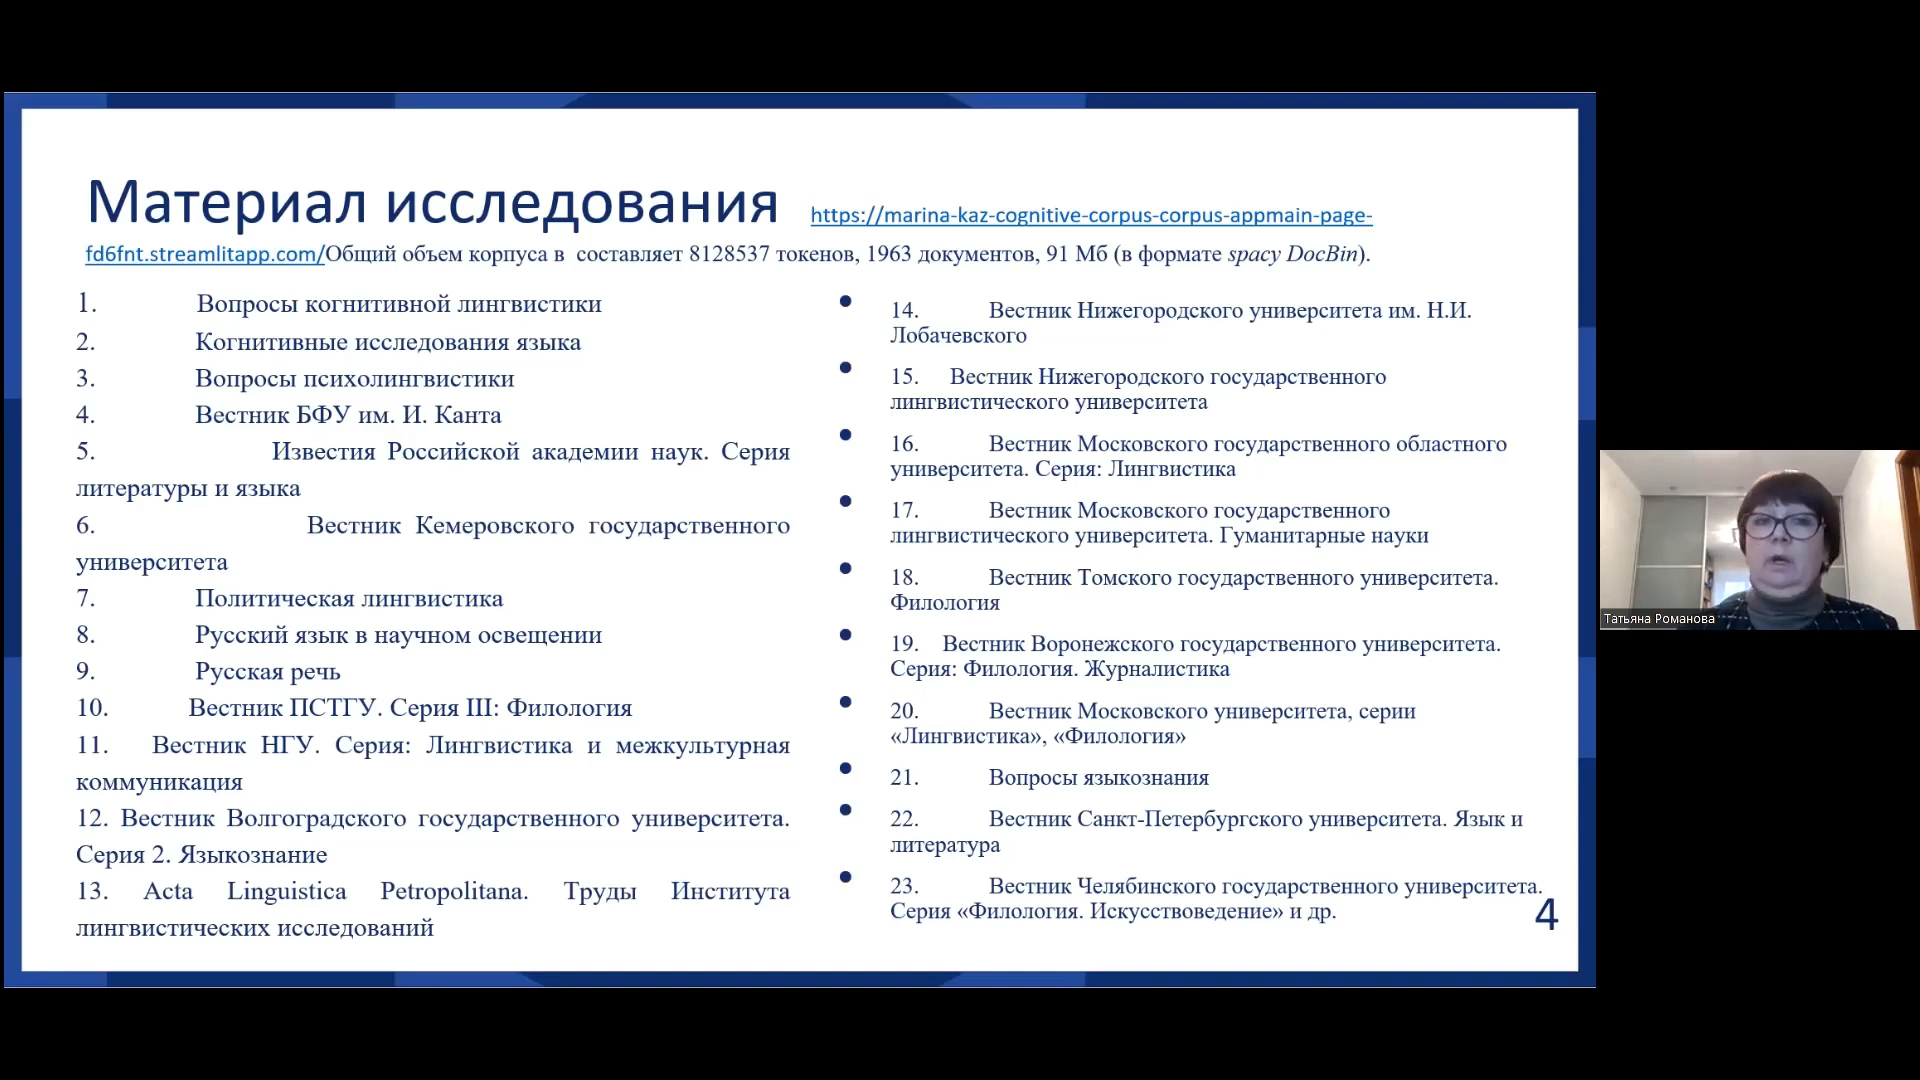 Материал исследования https://marina-kaz-cognitive-corpus-corpus-appmain-page-
fd6fnt.streamlitapp.com/Общий объем корпуса в составляет 8128537 токенов, 1963 документов, 91 Мб (в формате spacy DocBin).
1. Вопросы когнитивной лингвистики
2. Когнитивные исследования языка
3. Вопросы психолингвистики
4. Вестник БФУ им. И. Канта
5. Известия Российской академии наук. Серия
литературы и языка
6. Вестник Кемеровского государственного
университета
7. Политическая лингвистика
8. Русский язык в научном освещении
9. Русская речь
10. Вестник ПСТГУ. Серия III: Филология
11. Вестник НГУ. Серия: Лингвистика и межкультурная
коммуникация
12. Вестник Волгоградского государственного университета.
Серия 2. Языкознание
13. Acta Linguistica Petropolitana. Труды Института
лингвистических исследований
• 14. Вестник Нижегородского университета им. Н.И.
Лобачевского
• 15. Вестник Нижегородского государственного
лингвистического университета
• 16. Вестник Московского государственного областного
университета. Серия: Лингвистика
• 17. Вестник Московского государственного
лингвистического университета. Гуманитарные науки
• 18. Вестник Томского государственного университета.
Филология
• 19. Вестник Воронежского государственного университета.
Серия: Филология. Журналистика
• 20. Вестник Московского университета, серии
«Лингвистика», «Филология»
• 21. Вопросы языкознания
• 22. Вестник Санкт-Петербургского университета. Язык и
литература
• 23. Вестник Челябинского государственного университета.
Серия «Филология. Искусствоведение» и др.
4
Татьяна Романова